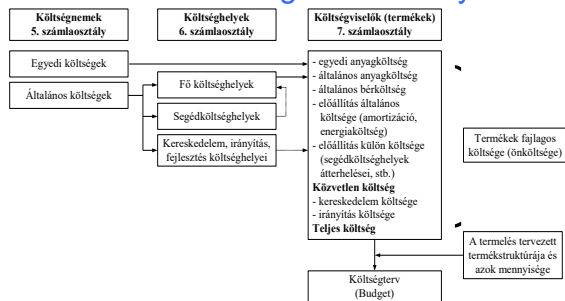 Költségnemek
5. számlaosztály
Költséghelyek
6. számlaosztály
Költségviselők (termékek)
7. számlaosztály
Egyedi költségek
Általános költségek
Fő költséghelyek
Segédköltséghelyek
Kereskedelem, irányítás,
fejlesztés költséghelyei
- egyedi anyagköltség
- általános anyagköltség
- általános bérköltség
- előállítás általános
költsége (amortizáció,
energiaköltség)
- előállítás külön költsége
(segédköltséghelyek
átterhelései, stb.)
Közvetlen költség
- kereskedelem költsége
- irányítás költsége
Teljes költség
Termékek fajlagos
költsége (önköltsége)
A termelés tervezett
termékstruktúrája és
azok mennyisége
Költségterv
(Budget)